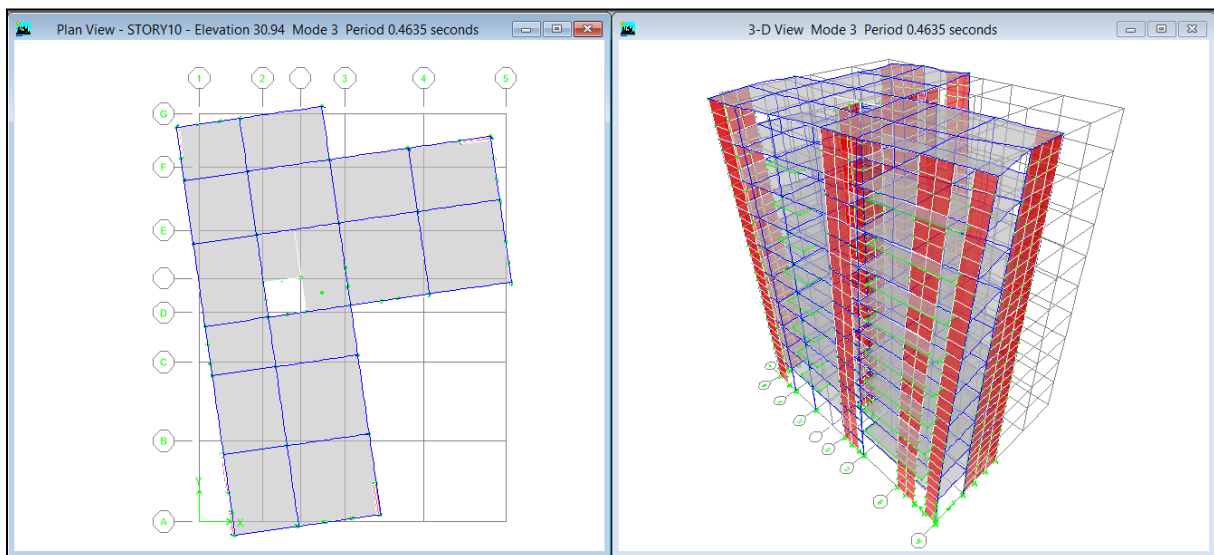 Plan View - STORY10 - Elevation 30.94 Mode 3 Period 0.4635 seconds
3-D View Mode 3 Period 0.4635 seconds
1
2
3
4
5
G
F
E
D
C
B
A
Y
X